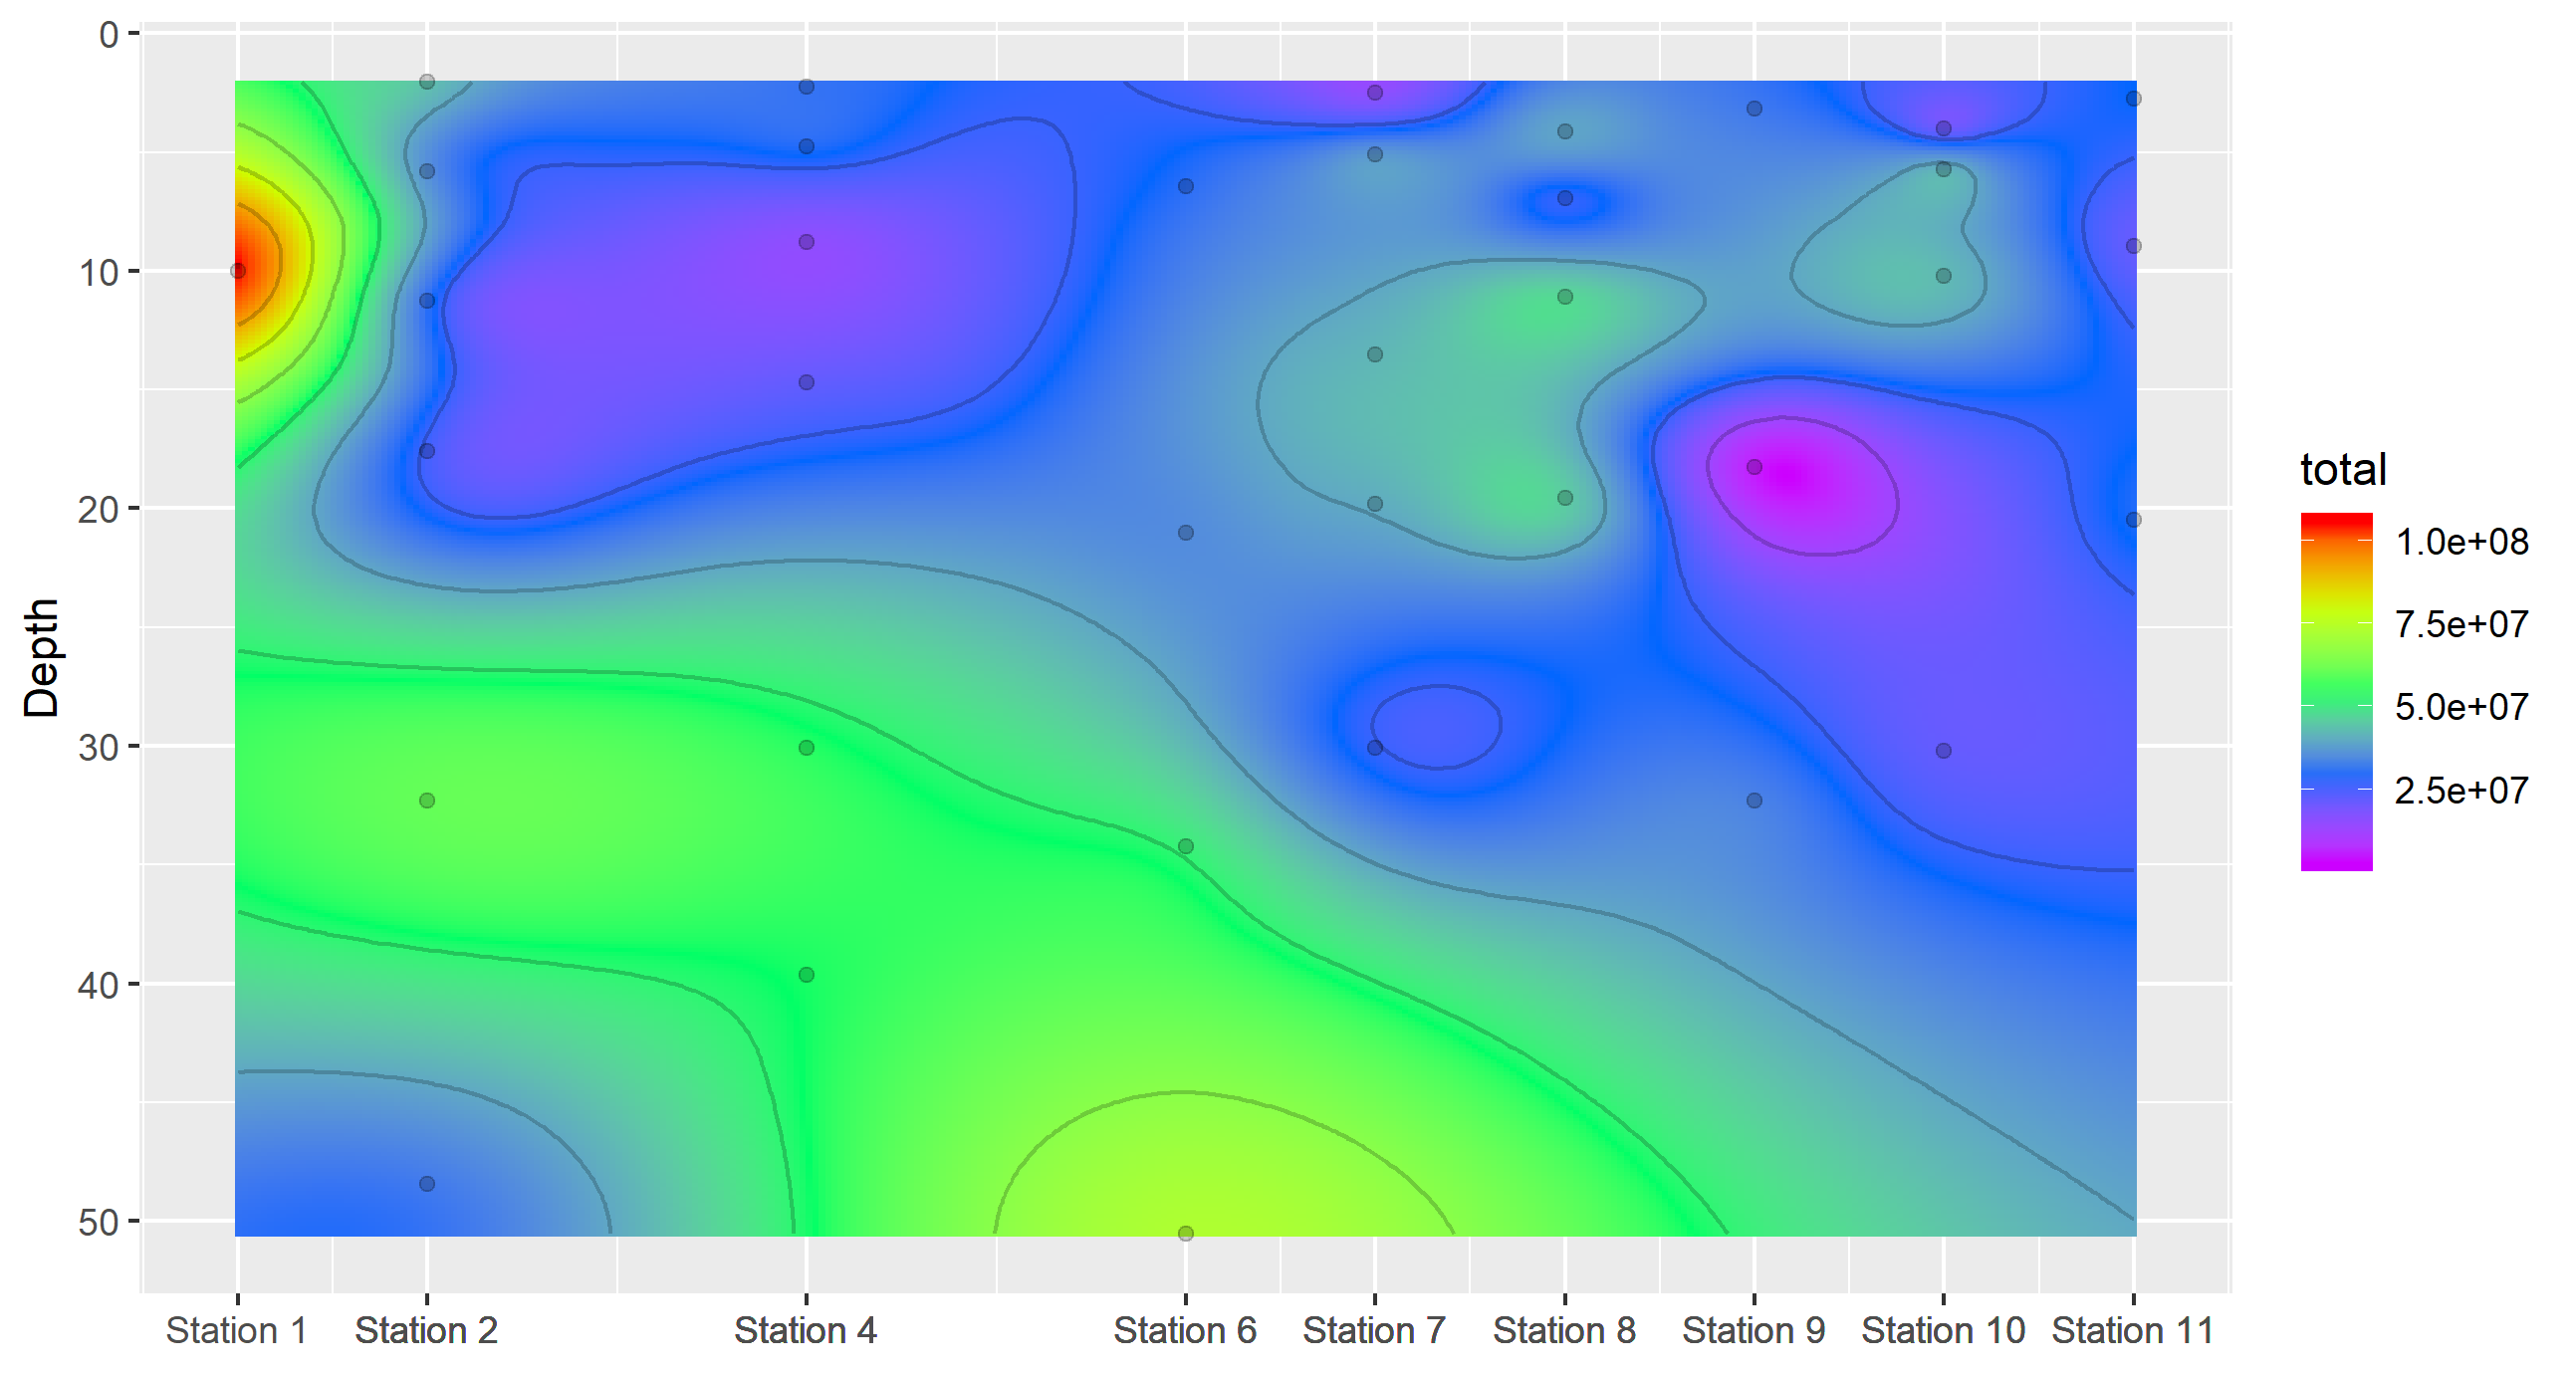 0
10
20
30
40
50
Depth
Station 1
Station 2
Station 4
Station 6
Station 7
Station 8
Station 9
Station 10
Station 11
total
1.0e+08
7.5e+07
5.0e+07
2.5e+07